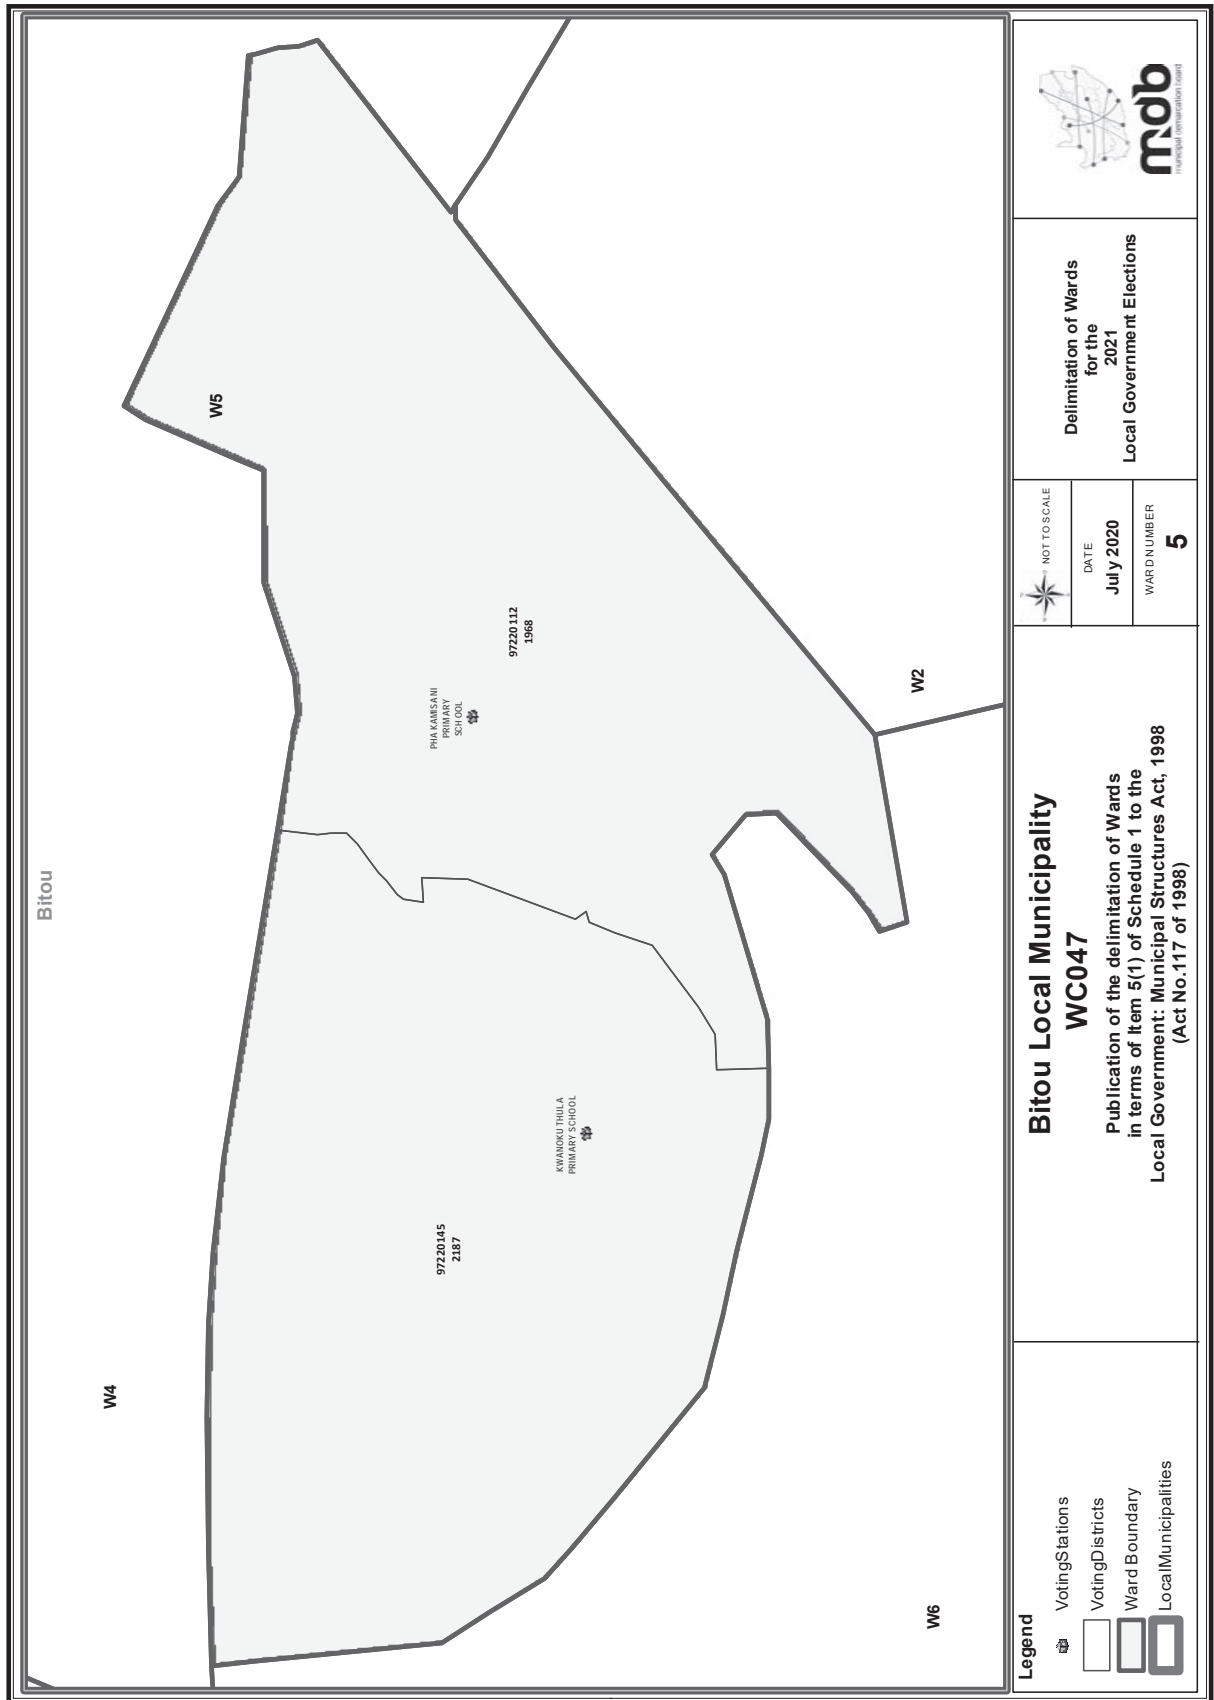 Bitou
W4
W5
W6
W2
97220112
1968
PHAKAMISANI
PRIMARY
SCHOOL
KWANOKUTHULA
PRIMARY SCHOOL
97220145
2187
Legend
VotingStations
VotingDistricts
Ward Boundary
LocalMunicipalities
Bitou Local Municipality
WC047
Publication of the delimitation of Wards
in terms of Item 5(1) of Schedule 1 to the
Local Government: Municipal Structures Act, 1998
(Act No.117 of 1998)
NOT TO SCALE
DATE
July 2020
WARD NUMBER
5
Delimitation of Wards
for the
2021
Local Government Elections
mdb
municipal demarcation board